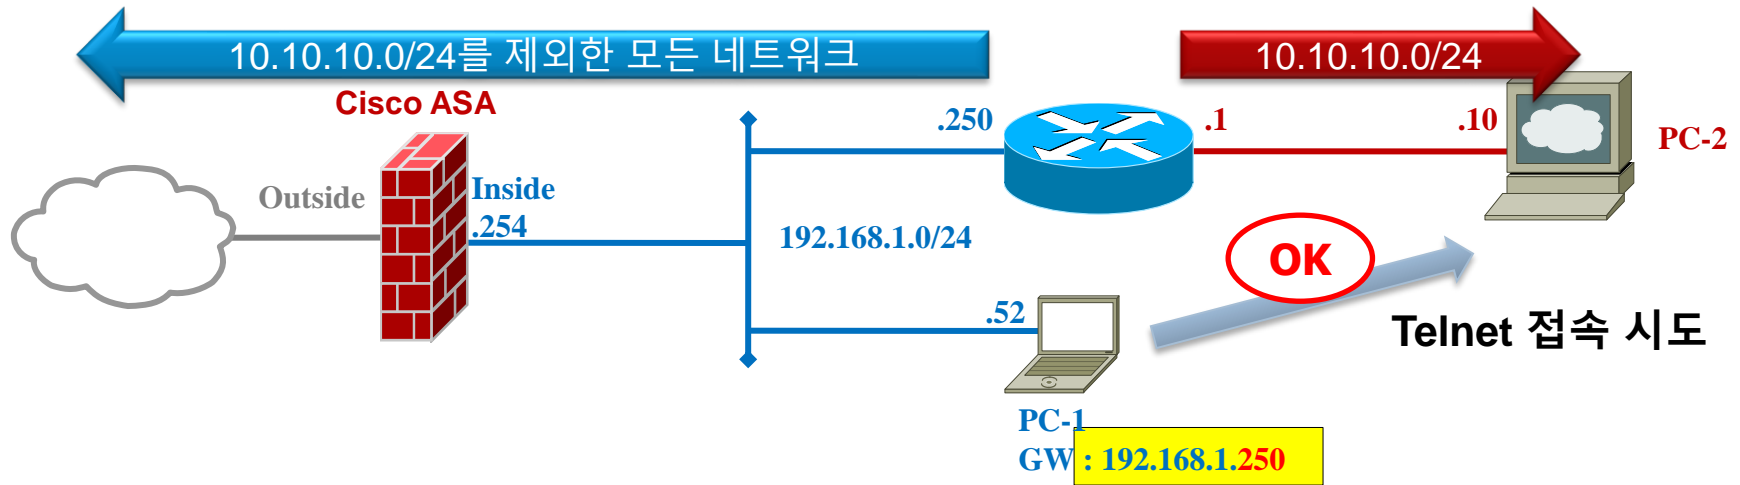 10.10.10.0/24를 제외한 모든 네트워크
10.10.10.0/24
Cisco ASA
.250
.1
.10
PC-2
Outside
Inside
.254
192.168.1.0/24
OK
.52
Telnet 접속 시도
PC-1
GW : 192.168.1.250